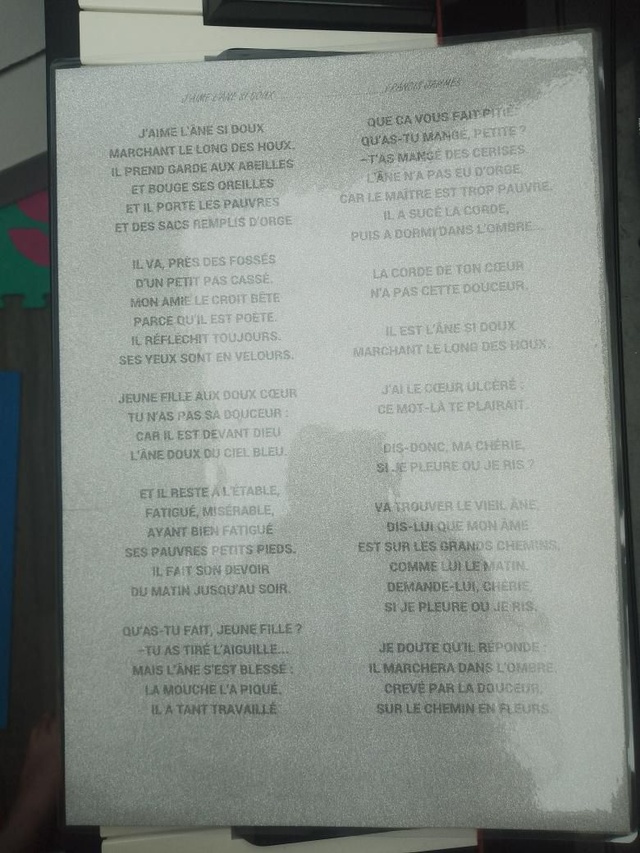 J'AIME L'ÂNE SI DOUX
FRANCIS JAMMES
J'AIME L'ÂNE SI DOUX
MARCHANT LE LONG DES HOUX.
IL PREND GARDE AUX ABEILLES
ET BOUGE SES OREILLES
ET IL PORTE LES PAUVRES
ET DES SACS REMPLIS D'ORGE
IL VA, PRÈS DES FOSSÉS
D'UN PETIT PAS CASSÉ.
MON AMIE LE CROIT BÊTE
PARCE QU'IL EST POÈTE.
IL RÉFLÉCHIT TOUJOURS.
SES YEUX SONT EN VELOURS.
JEUNE FILLE AUX DOUX CŒUR
TU N'AS PAS SA DOUCEUR :
CAR IL EST DEVANT DIEU
L'ÂNE DOUX DU CIEL BLEU.
ET IL RESTE À L'ÉTABLE,
FATIGUÉ, MISÉRABLE,
AYANT BIEN FATIGUÉ
SES PAUVRES PETITS PIEDS.
IL FAIT SON DEVOIR
DU MATIN JUSQU'AU SOIR.
QU'AS-TU FAIT, JEUNE FILLE ?
-TU AS TIRÉ L'AIGUILLE...
MAIS L'ÂNE S'EST BLESSÉ :
LA MOUCHE L'A PIQUÉ,
IL A TANT TRAVAILLÉ
QUE CA VOUS FAIT PITIÉ.
QU'AS-TU MANGÉ, PETITE ?
-T'AS MANGÉ DES CERISES.
L'ÂNE N'A PAS EU D'ORGE,
CAR LE MAÎTRE EST TROP PAUVRE.
IL A SUCÉ LA CORDE,
PUIS A DORMI DANS L'OMBRE...
LA CORDE DE TON CŒUR
N'A PAS CETTE DOUCEUR.
IL EST L'ÂNE SI DOUX
MARCHANT LE LONG DES HOUX.
J'AI LE CŒUR ULCÉRÉ :
CE MOT-LÀ TE PLAIRAIT.
DIS-DONC, MA CHÉRIE,
SI JE PLEURE OU JE RIS ?
VA TROUVER LE VIEIL ÂNE,
DIS-LUI QUE MON ÂME
EST SUR LES GRANDS CHEMINS,
COMME LUI LE MATIN.
DEMANDE-LUI, CHÉRIE,
SI JE PLEURE OU JE RIS.
JE DOUTE QU'IL RÉPONDE :
IL MARCHERA DANS L'OMBRE,
CREVÉ PAR LA DOUCEUR,
SUR LE CHEMIN EN FLEURS.